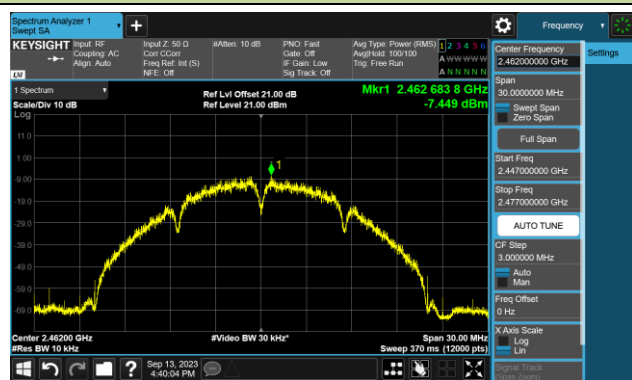 Spectrum Analyzer 1
Swept SA
Frequency
KEYSIGHT
Input: RF
Coupling: AC
Align: Auto
Input Z: 50 Ω
Corr CCorr
Freq Ref: Int (S)
NFE: Off
#Atten: 10 dB
PNO: Fast
Gate: Off
IF Gain: Low
Sig Track: Off
Avg Type: Power (RMS)
Avg|Hold: 100/100
Trig: Free Run
1 2 3 4 5 6
A W W W W W
A N N N N N
LXI
1 Spectrum
Scale/Div 10 dB
Log
Ref Lvl Offset 21.00 dB
Ref Level 21.00 dBm
Mkr1 2.462 683 8 GHz
-7.449 dBm
1
11.0
1.00
-9.00
-19.0
-29.0
-39.0
-49.0
-59.0
-69.0
Center 2.46200 GHz
#Res BW 10 kHz
#Video BW 30 kHz*
Span 30.00 MHz
Sweep 370 ms (12000 pts)
Center Frequency
2.462000000 GHz
Span
30.0000000 MHz
Swept Span
Zero Span
Full Span
Start Freq
2.447000000 GHz
Stop Freq
2.477000000 GHz
AUTO TUNE
CF Step
3.000000 MHz
Auto
Man
Freq Offset
0 Hz
X Axis Scale
Log
Lin
Signal Track
(Span Zoom)
Settings
?
Sep 13, 2023
4:40:04 PM